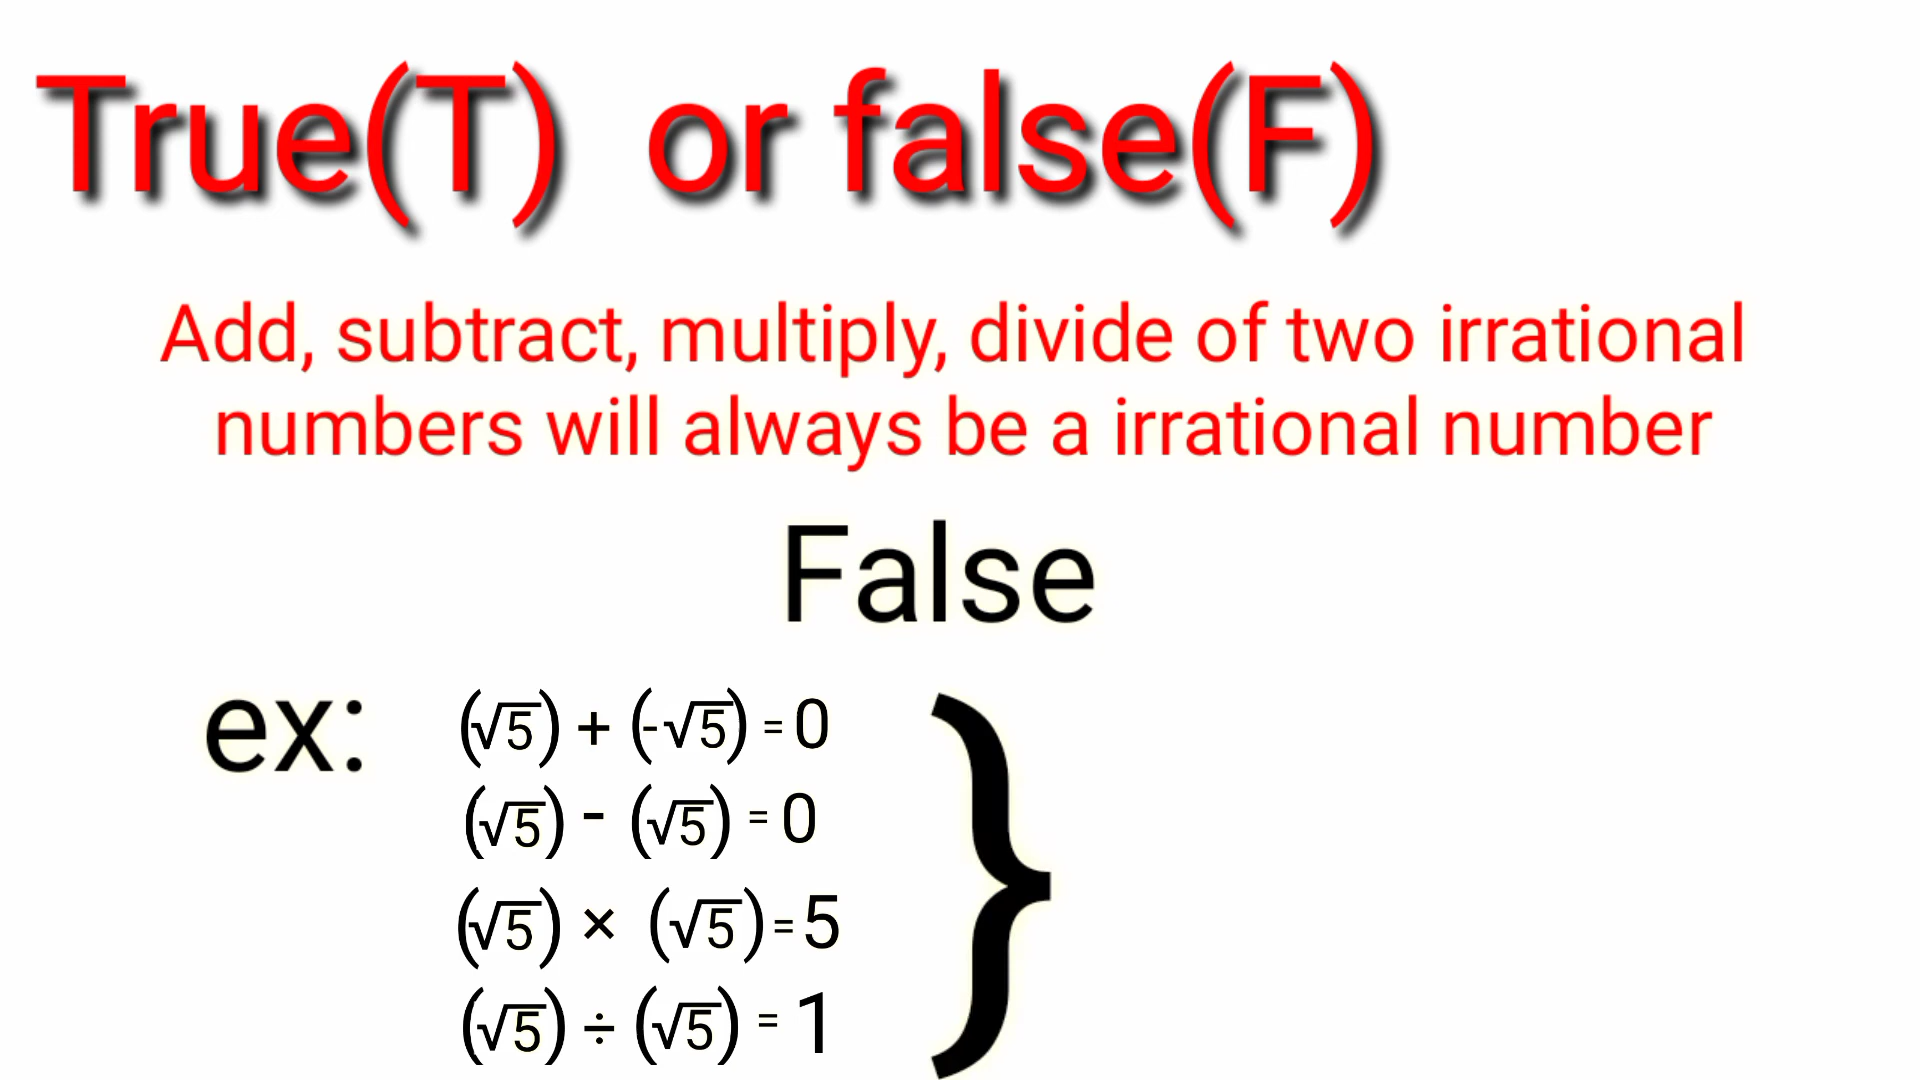 True(T) or false(F)
Add, subtract, multiply, divide of two irrational
numbers will always be a irrational number
False
ex: (√5) + (-√5) = 0
(√5) - (√5) = 0
(√5) × (√5) = 5
(√5) ÷ (√5) = 1
}